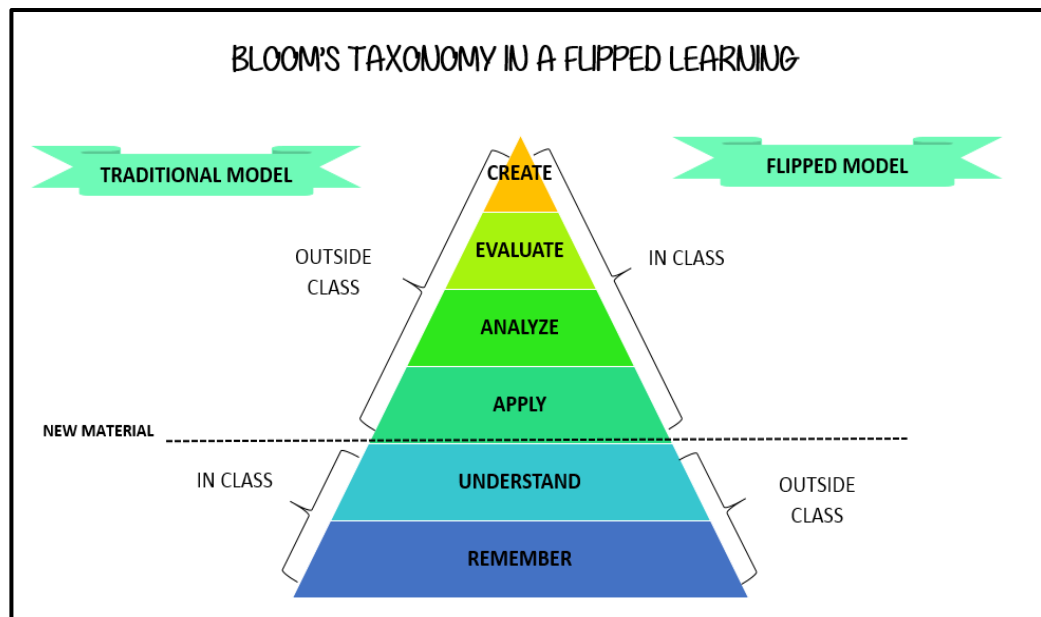 BLOOM'S TAXONOMY IN A FLIPPED LEARNING
TRADITIONAL MODEL
FLIPPED MODEL
CREATE
EVALUATE
OUTSIDE
CLASS
IN CLASS
ANALYZE
APPLY
NEW MATERIAL
IN CLASS
UNDERSTAND
OUTSIDE
CLASS
REMEMBER